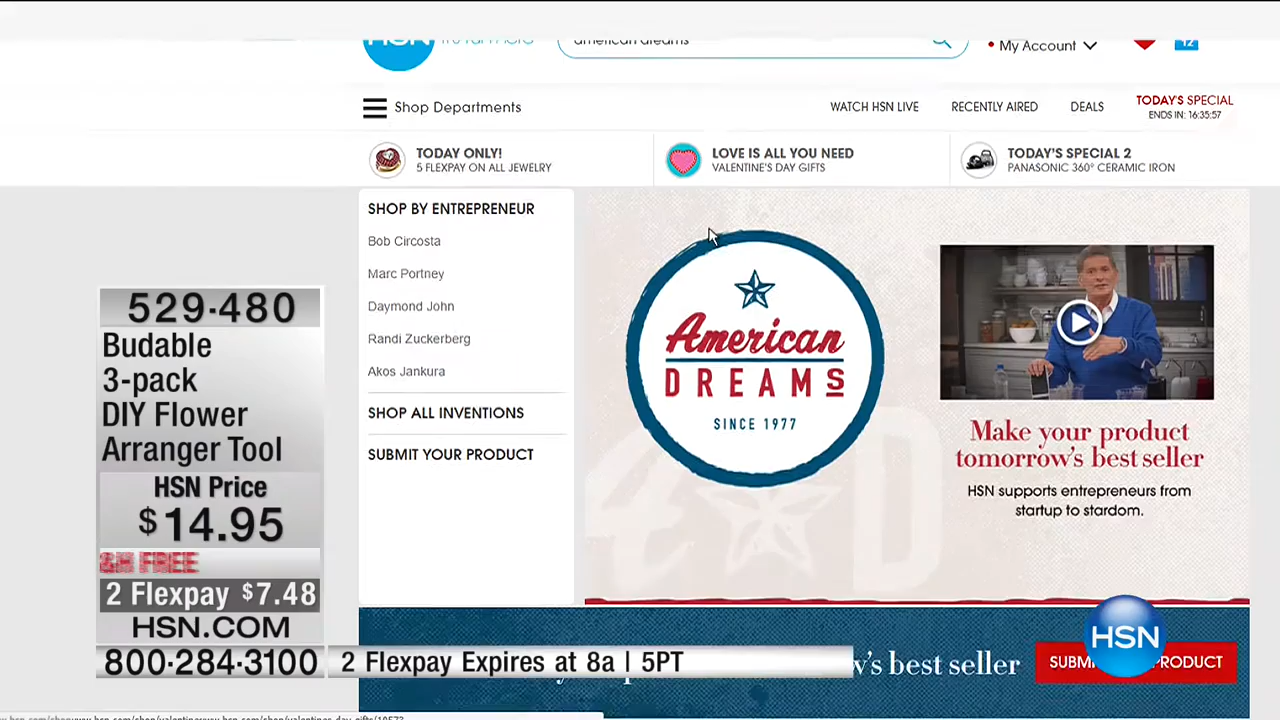 HSN
american dreams
My Account
12
Shop Departments
WATCH HSN LIVE
RECENTLY AIRED
DEALS
TODAY'S SPECIAL
ENDS IN: 16:35:57
TODAY ONLY!
5 FLEXPAY ON ALL JEWELRY
LOVE IS ALL YOU NEED
VALENTINE'S DAY GIFTS
TODAY'S SPECIAL 2
PANASONIC 360° CERAMIC IRON
SHOP BY ENTREPRENEUR
Bob Circosta
Marc Portney
Daymond John
Randi Zuckerberg
Akos Jankura
SHOP ALL INVENTIONS
SUBMIT YOUR PRODUCT
American
DREAMS
SINCE 1977
Make your product
tomorrow's best seller
HSN supports entrepreneurs from
startup to stardom.
529-480
Budable
3-pack
DIY Flower
Arranger Tool
HSN Price
$14.95
S&H FREE
2 Flexpay $7.48
HSN.COM
800-284-3100
2 Flexpay Expires at 8a | 5PT
's best seller
PRODUCT
HSN